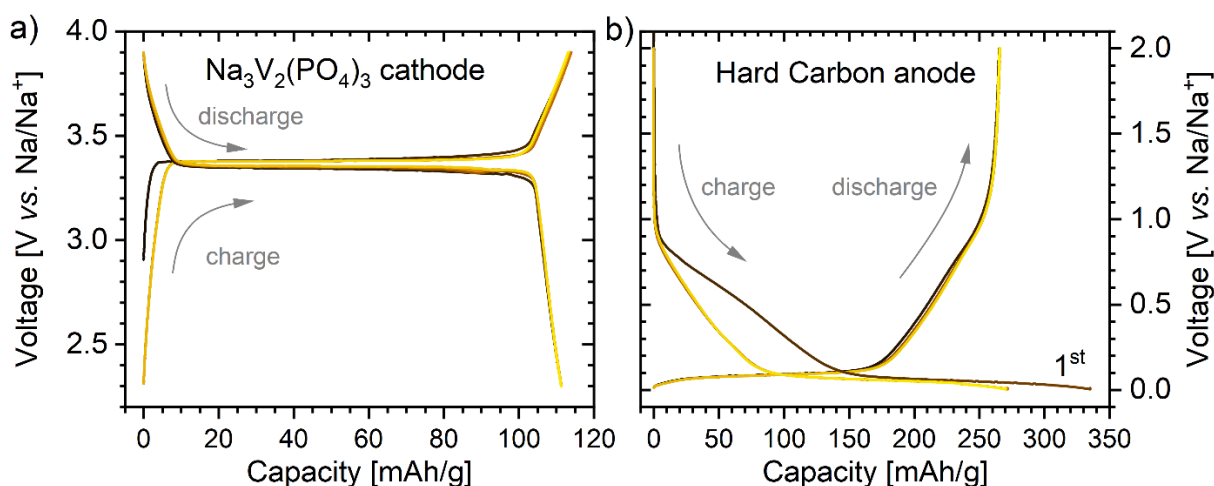 a)
Na3V2(PO4)3 cathode
discharge
charge
Voltage [V vs. Na/Na+]
4.0
3.5
3.0
2.5
0 20 40 60 80 100 120
Capacity [mAh/g]
b)
Hard Carbon anode
charge
discharge
1st
2.0
1.5
1.0
0.5
0.0
Voltage [V vs. Na/Na+]
0 50 100 150 200 250 300 350
Capacity [mAh/g]